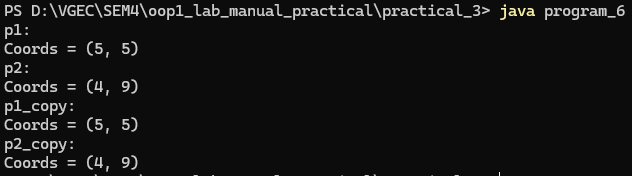 PS D:\VGEC\SEM4\oop1_lab_manual_practical\practical_3> java program_6
p1:
Coords = (5, 5)
p2:
Coords = (4, 9)
p1_copy:
Coords = (5, 5)
p2_copy:
Coords = (4, 9)